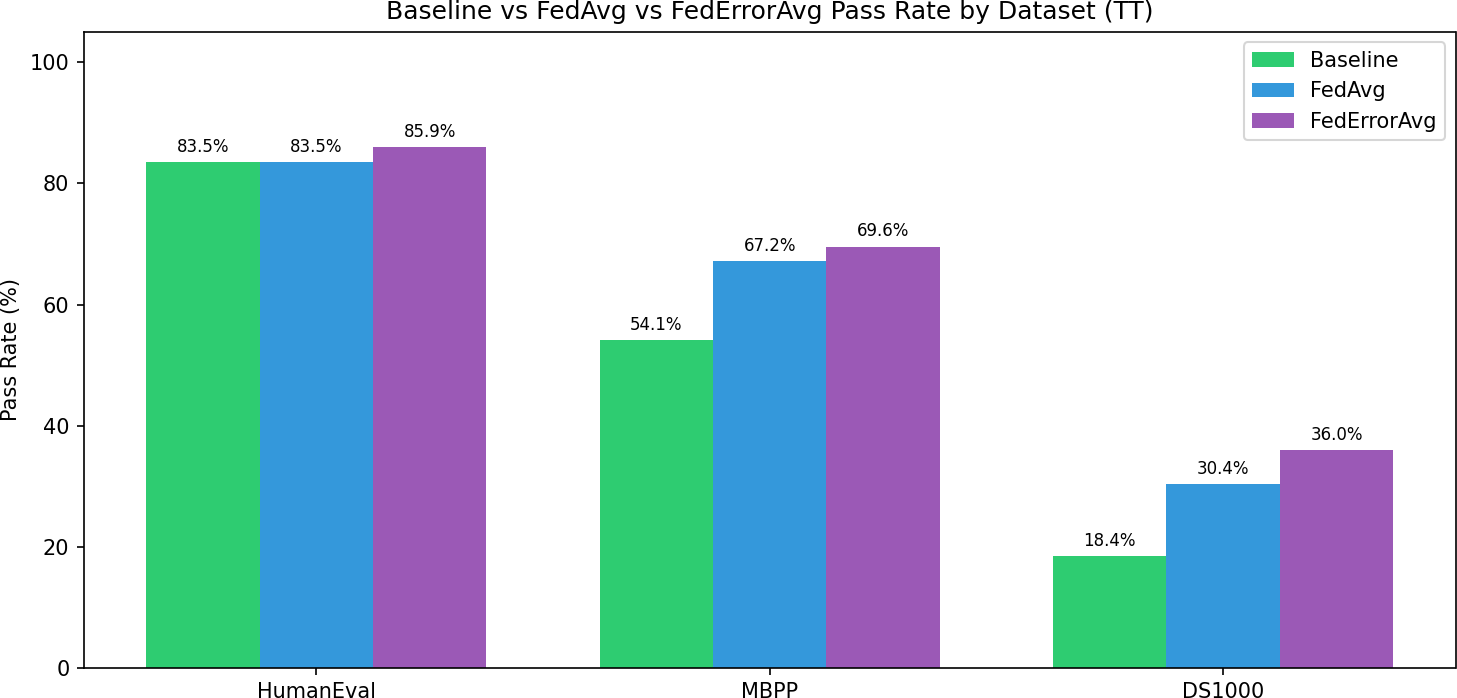 Baseline vs FedAvg vs FedErrorAvg Pass Rate by Dataset (TT)
Baseline
FedAvg
FedErrorAvg
Pass Rate (%)
100
80
60
40
20
0
83.5%
83.5%
85.9%
54.1%
67.2%
69.6%
18.4%
30.4%
36.0%
HumanEval
MBPP
DS1000